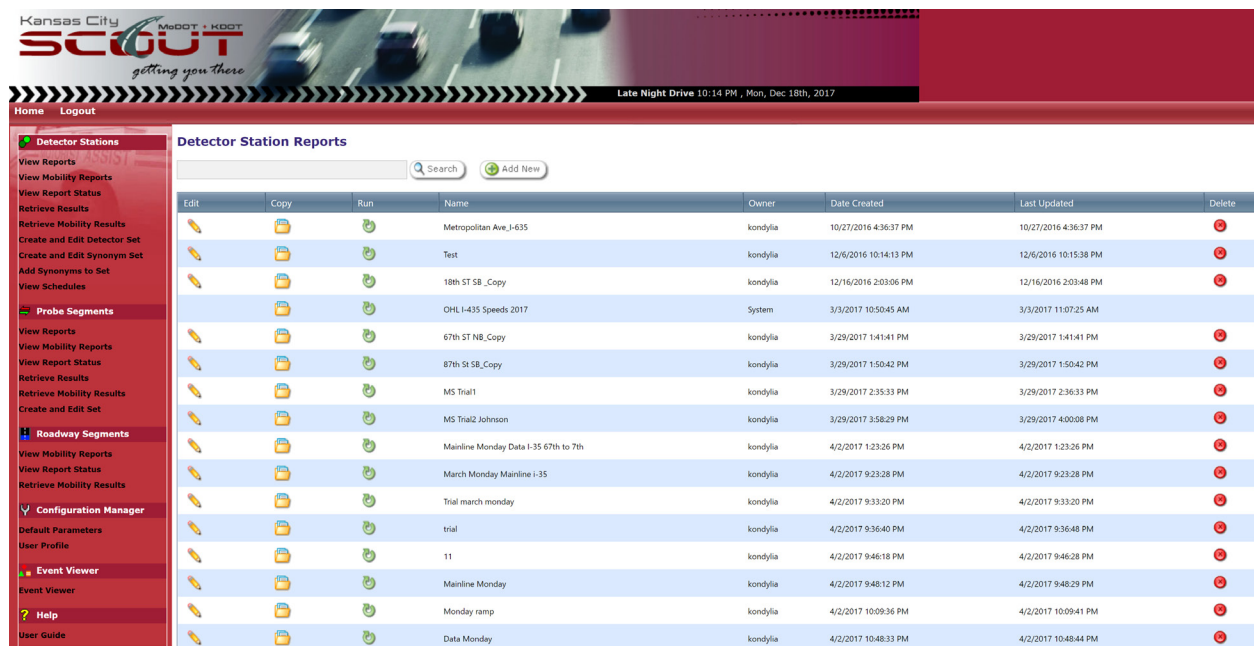 Kansas City MoDOT + KDOT
SCOUT
getting you there
Late Night Drive 10:14 PM , Mon, Dec 18th, 2017
Home Logout
Detector Stations
View Reports
View Mobility Reports
View Report Status
Retrieve Results
Retrieve Mobility Results
Create and Edit Detector Set
Create and Edit Synonym Set
Add Synonyms to Set
View Schedules
Probe Segments
View Reports
View Mobility Reports
View Report Status
Retrieve Results
Retrieve Mobility Results
Create and Edit Set
Roadway Segments
View Mobility Reports
View Report Status
Retrieve Mobility Results
Configuration Manager
Default Parameters
User Profile
Event Viewer
Event Viewer
? Help
User Guide
Detector Station Reports
Search Add New
Edit Copy Run Name Owner Date Created Last Updated Delete
Metropolitan Ave_I-635 kondylia 10/27/2016 4:36:37 PM 10/27/2016 4:36:37 PM
Test kondylia 12/6/2016 10:14:13 PM 12/6/2016 10:15:38 PM
18th ST SB _Copy kondylia 12/16/2016 2:03:06 PM 12/16/2016 2:03:48 PM
OHL I-435 Speeds 2017 System 3/3/2017 10:50:45 AM 3/3/2017 11:07:25 AM
67th ST NB_Copy kondylia 3/29/2017 1:41:41 PM 3/29/2017 1:41:41 PM
87th St SB_Copy kondylia 3/29/2017 1:50:42 PM 3/29/2017 1:50:42 PM
MS Trial1 kondylia 3/29/2017 2:35:33 PM 3/29/2017 2:36:33 PM
MS Trial2 Johnson kondylia 3/29/2017 3:58:29 PM 3/29/2017 4:00:08 PM
Mainline Monday Data I-35 67th to 7th kondylia 4/2/2017 1:23:26 PM 4/2/2017 1:23:26 PM
March Monday Mainline i-35 kondylia 4/2/2017 9:23:28 PM 4/2/2017 9:23:28 PM
Trial march monday kondylia 4/2/2017 9:33:20 PM 4/2/2017 9:33:20 PM
trial kondylia 4/2/2017 9:36:40 PM 4/2/2017 9:36:48 PM
11 kondylia 4/2/2017 9:46:18 PM 4/2/2017 9:46:28 PM
Mainline Monday kondylia 4/2/2017 9:48:12 PM 4/2/2017 9:48:29 PM
Monday ramp kondylia 4/2/2017 10:09:36 PM 4/2/2017 10:09:41 PM
Data Monday kondylia 4/2/2017 10:48:33 PM 4/2/2017 10:48:44 PM